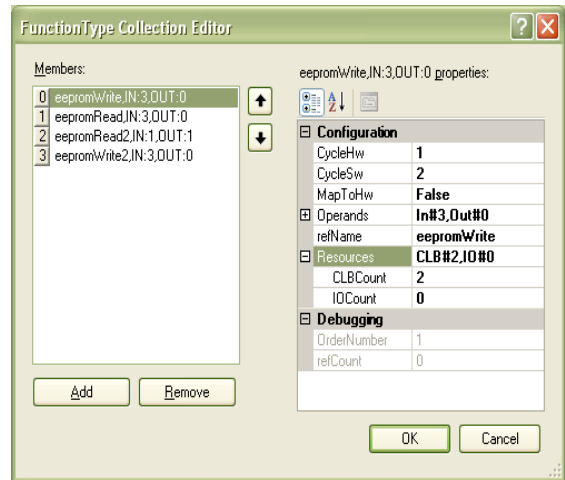 FunctionType Collection Editor
Members:
0 eepromWrite,IN:3,OUT:0
1 eepromRead,IN:3,OUT:0
2 eepromRead2,IN:1,OUT:1
3 eepromWrite2,IN:3,OUT:0
Add Remove
eepromWrite,IN:3,OUT:0 properties:
Configuration
CycleHw 1
CycleSw 2
MapToHw False
Operands In#3,Out#0
refName eepromWrite
Resources CLB#2,IO#0
CLBCount 2
IOCount 0
Debugging
OrderNumber 1
refCount 0
OK Cancel